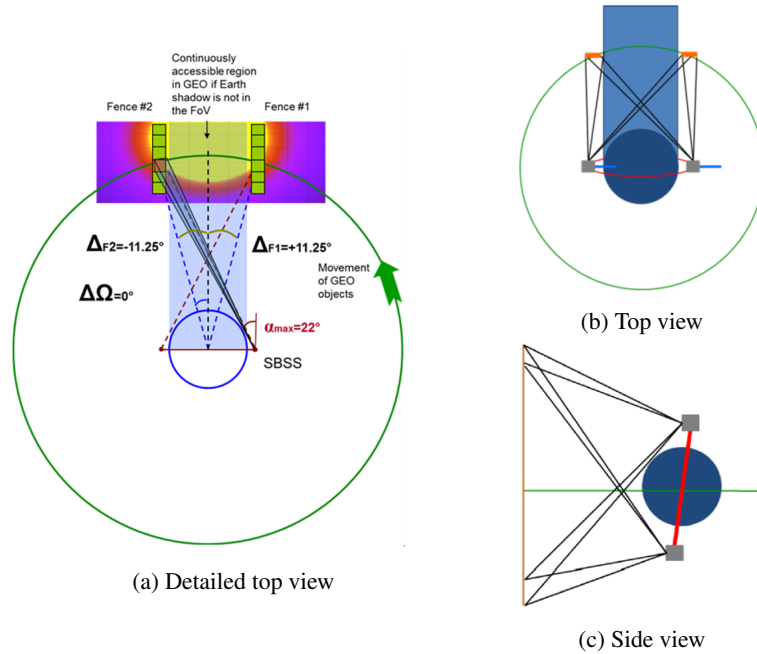 Continuously
accessible region
in GEO if Earth
shadow is not in
the FoV
Fence #2
Fence #1
ΔF2=-11.25°
ΔF1=+11.25°
Movement
of GEO
objects
ΔΩ=0°
αmax=22°
SBSS
(a) Detailed top view
(b) Top view
(c) Side view